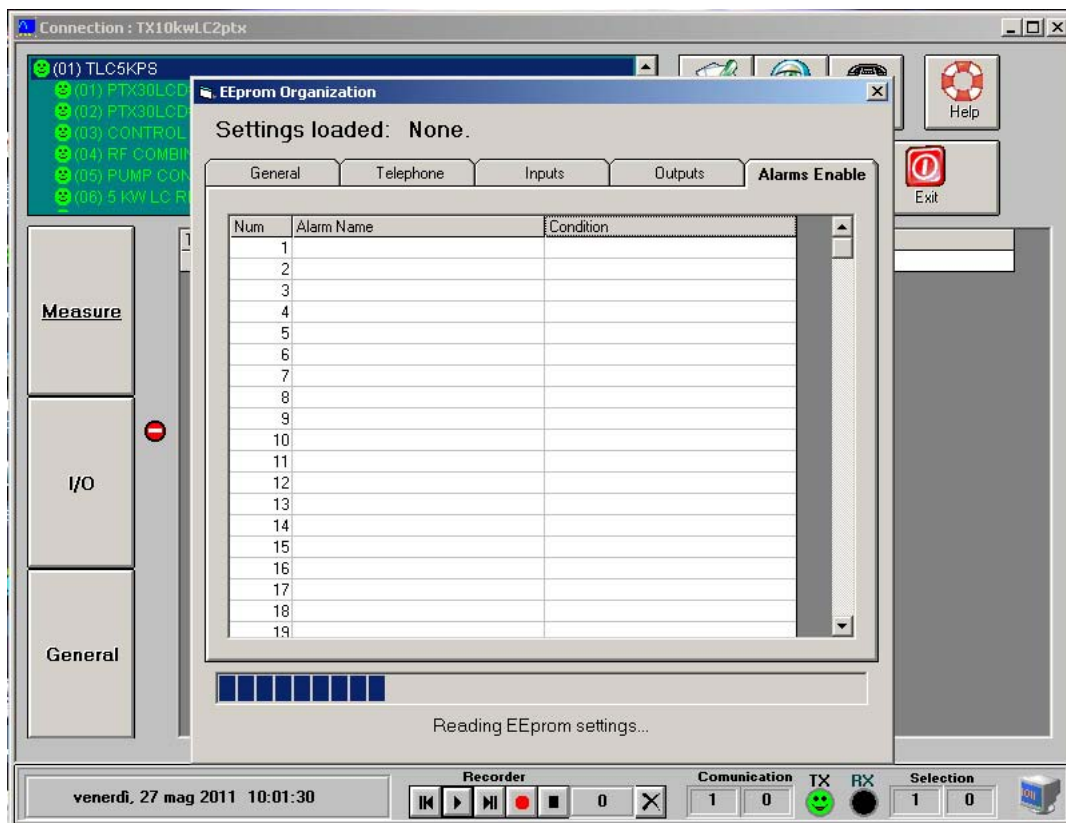 Connection : TX10kwLC2ptx
(01) TLC5KPS
(01) PTX30LCD
(02) PTX30LCD
(03) CONTROL
(04) RF COMBIN
(05) PUMP CON
(06) 5 KW LC R
Help
Exit
EEprom Organization
Settings loaded: None.
General
Telephone
Inputs
Outputs
Alarms Enable
Num Alarm Name Condition
1
2
3
4
5
6
7
8
9
10
11
12
13
14
15
16
17
18
19
Measure
I/O
General
Reading EEprom settings...
venerdì, 27 mag 2011 10:01:30
Recorder
0
Comunication
1 0
TX
RX
Selection
1 0